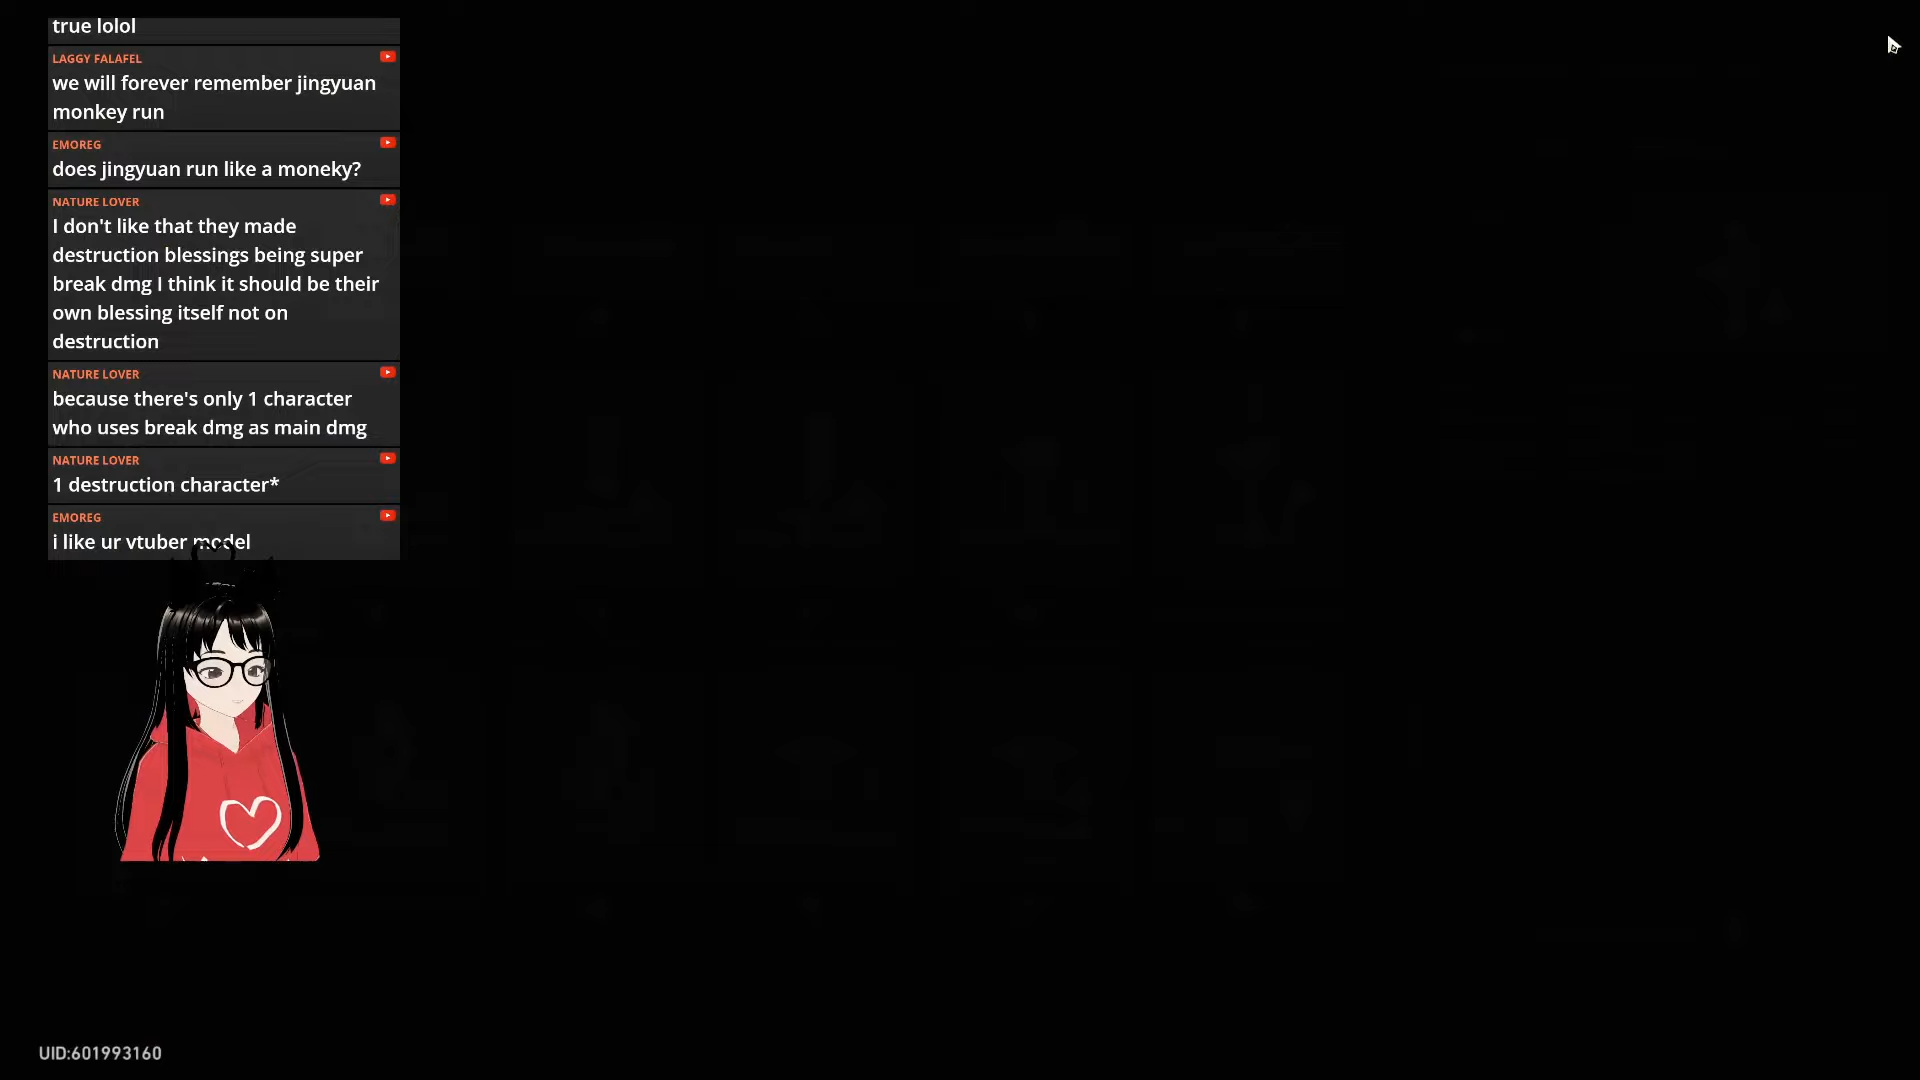 true lolol
LAGGY FALAFEL
we will forever remember jingyuan
monkey run
EMOREG
does jingyuan run like a moneky?
NATURE LOVER
I don't like that they made
destruction blessings being super
break dmg I think it should be their
own blessing itself not on
destruction
NATURE LOVER
because there's only 1 character
who uses break dmg as main dmg
NATURE LOVER
1 destruction character*
EMOREG
i like ur vtuber model
UID:601993160